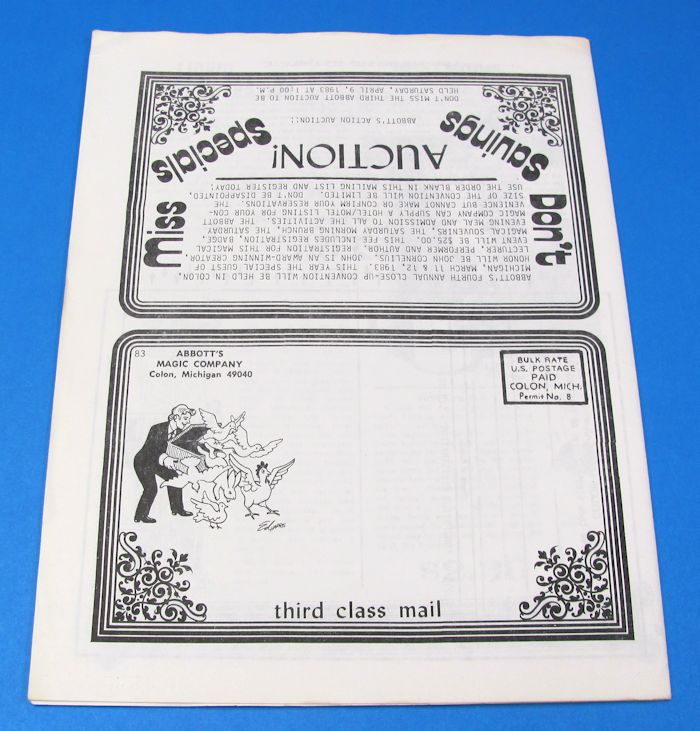 ABBOTT'S FOURTH ANNUAL CLOSE-UP CONVENTION WILL BE HELD IN COLON,
MICHIGAN, MARCH 11 & 12, 1983. THIS YEAR THE SPECIAL GUEST OF
HONOR WILL BE JOHN CORNELIUS. JOHN IS AN AWARD-WINNING CREATOR,
LECTURER, PERFORMER AND AUTHOR. REGISTRATION FOR THIS MAGICAL
EVENT WILL BE $25.00. THIS FEE INCLUDES REGISTRATION, BADGE,
MAGICAL SOUVENIRS, THE SATURDAY MORNING BRUNCH, THE SATURDAY
EVENING MEAL AND ADMISSION TO ALL THE ACTIVITIES. THE ABBOTT
MAGIC COMPANY CAN SUPPLY A HOTEL/MOTEL LISTING FOR YOUR CON-
VENIENCE BUT CANNOT MAKE OR CONFIRM YOUR RESERVATIONS. THE
SIZE OF THE CONVENTION WILL BE LIMITED. DON'T BE DISAPPOINTED,
USE THE ORDER BLANK IN THIS MAILING LIST AND REGISTER TODAY!
Don't
Miss
Savings
Specials
AUCTION!
ABBOTT'S ACTION AUCTION!!
DON'T MISS THE THIRD ABBOTT AUCTION TO BE
HELD SATURDAY, APRIL 9, 1983 AT 1:00 P.M.
83
ABBOTT'S
MAGIC COMPANY
Colon, Michigan 49040
BULK RATE
U.S. POSTAGE
PAID
COLON, MICH.
Permit No. 8
third class mail